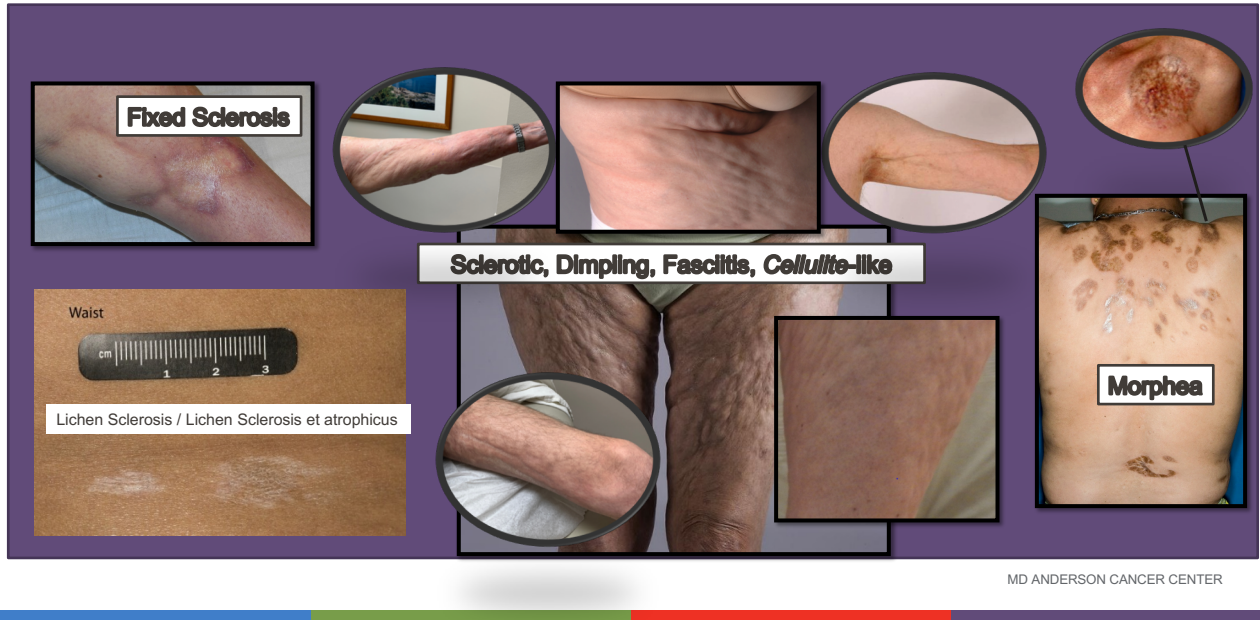 Fixed Sclerosis
Sclerotic, Dimpling, Fasciitis, Cellulite-like
Waist
cm
1 2 3
Lichen Sclerosis / Lichen Sclerosis et atrophicus
Morphea
MD ANDERSON CANCER CENTER